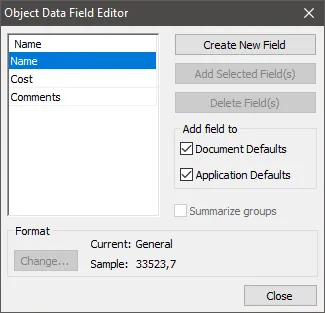 Object Data Field Editor
Name
Name
Cost
Comments
Create New Field
Add Selected Field(s)
Delete Field(s)
Add field to
Document Defaults
Application Defaults
Summarize groups
Format
Change...
Current: General
Sample: 33523,7
Close